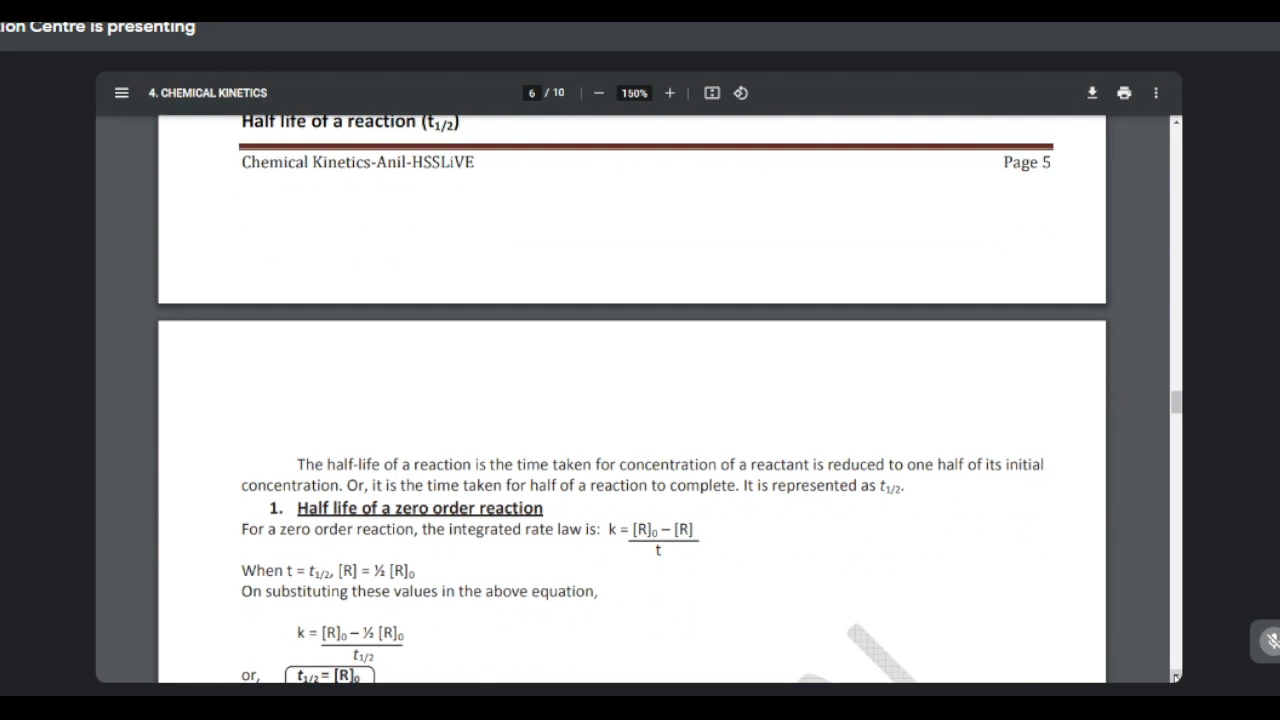 ion Centre is presenting
4. CHEMICAL KINETICS
6 / 10 | − 150% + |
Half life of a reaction (t1/2)
Chemical Kinetics-Anil-HSSLiVE Page 5
The half-life of a reaction is the time taken for concentration of a reactant is reduced to one half of its initial
concentration. Or, it is the time taken for half of a reaction to complete. It is represented as t1/2.
1. Half life of a zero order reaction
For a zero order reaction, the integrated rate law is: k = [R]0 – [R]
t
When t = t1/2, [R] = ½ [R]0
On substituting these values in the above equation,
k = [R]0 – ½ [R]0
t1/2
or, t1/2 = [R]0